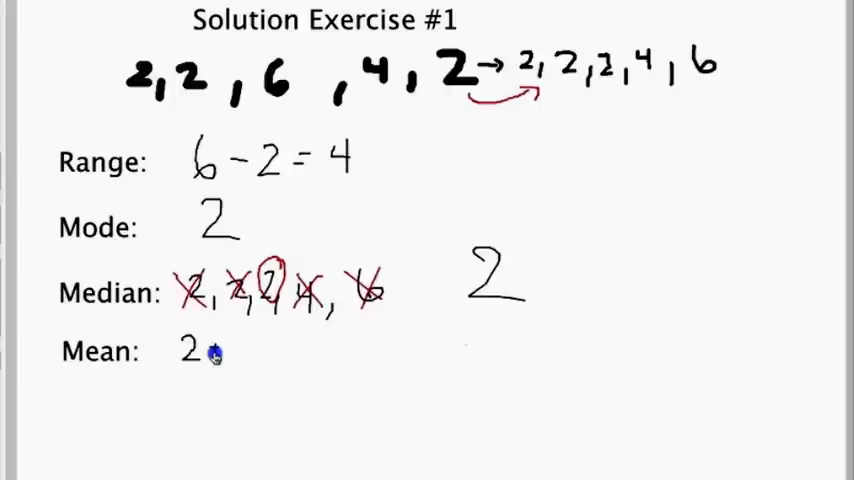 Solution Exercise #1
2, 2, 6, 4, 2 → 2, 2, 2, 4, 6
Range: 6 - 2 = 4
Mode: 2
Median: 2, 2, 2, 4, 6 2
Mean: 2